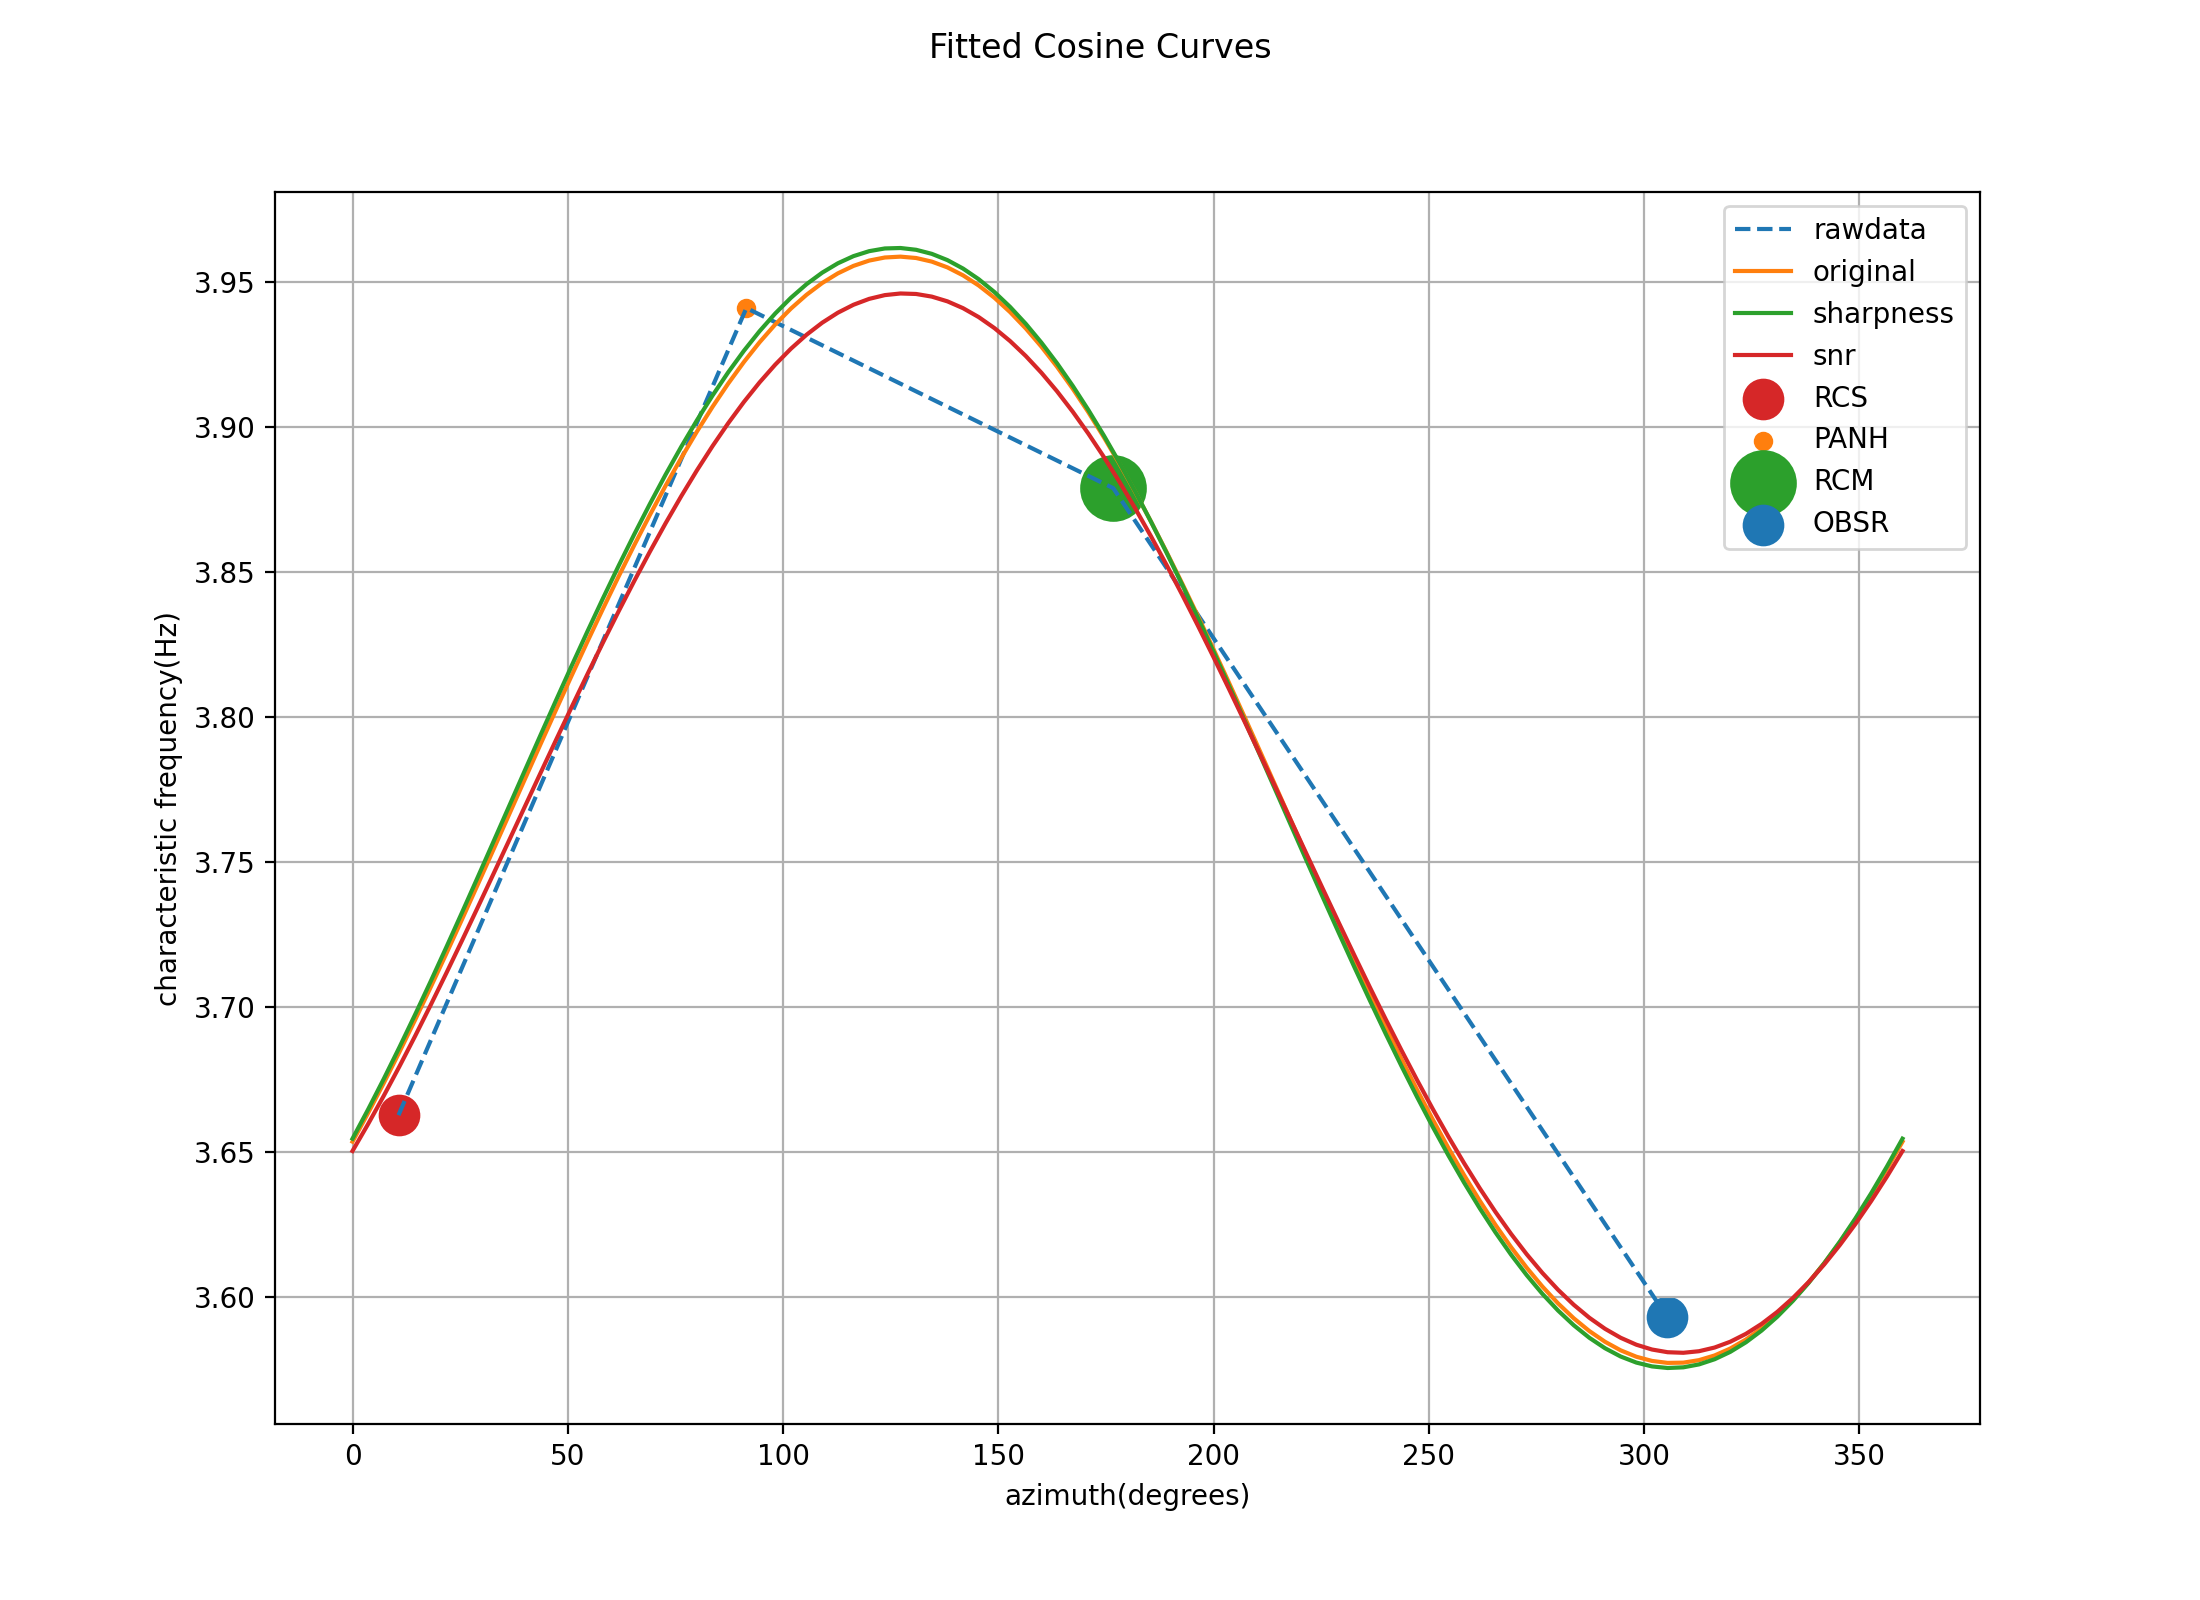 Fitted Cosine Curves
rawdata
original
sharpness
snr
RCS
PANH
RCM
OBSR
3.95
3.90
3.85
3.80
3.75
3.70
3.65
3.60
characteristic frequency(Hz)
0 50 100 150 200 250 300 350
azimuth(degrees)